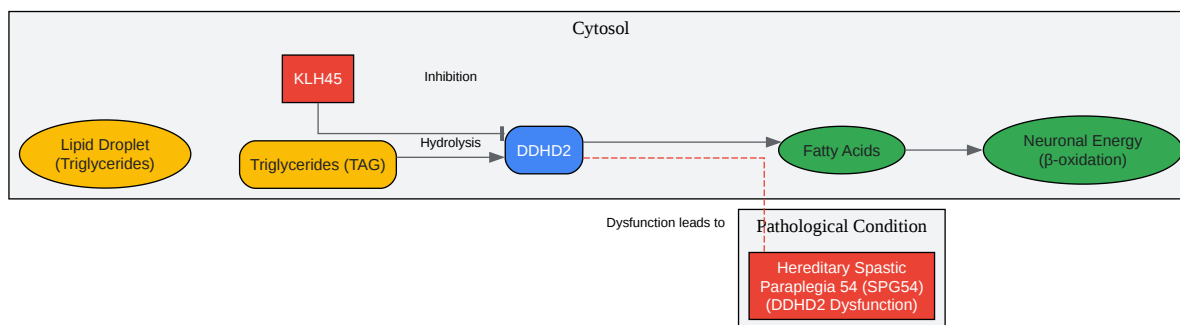 Cytosol
KLH45
Inhibition
Lipid Droplet
(Triglycerides)
Triglycerides (TAG)
Hydrolysis
DDHD2
Fatty Acids
Neuronal Energy
(β-oxidation)
Dysfunction leads to
Pathological Condition
Hereditary Spastic
Paraplegia 54 (SPG54)
(DDHD2 Dysfunction)